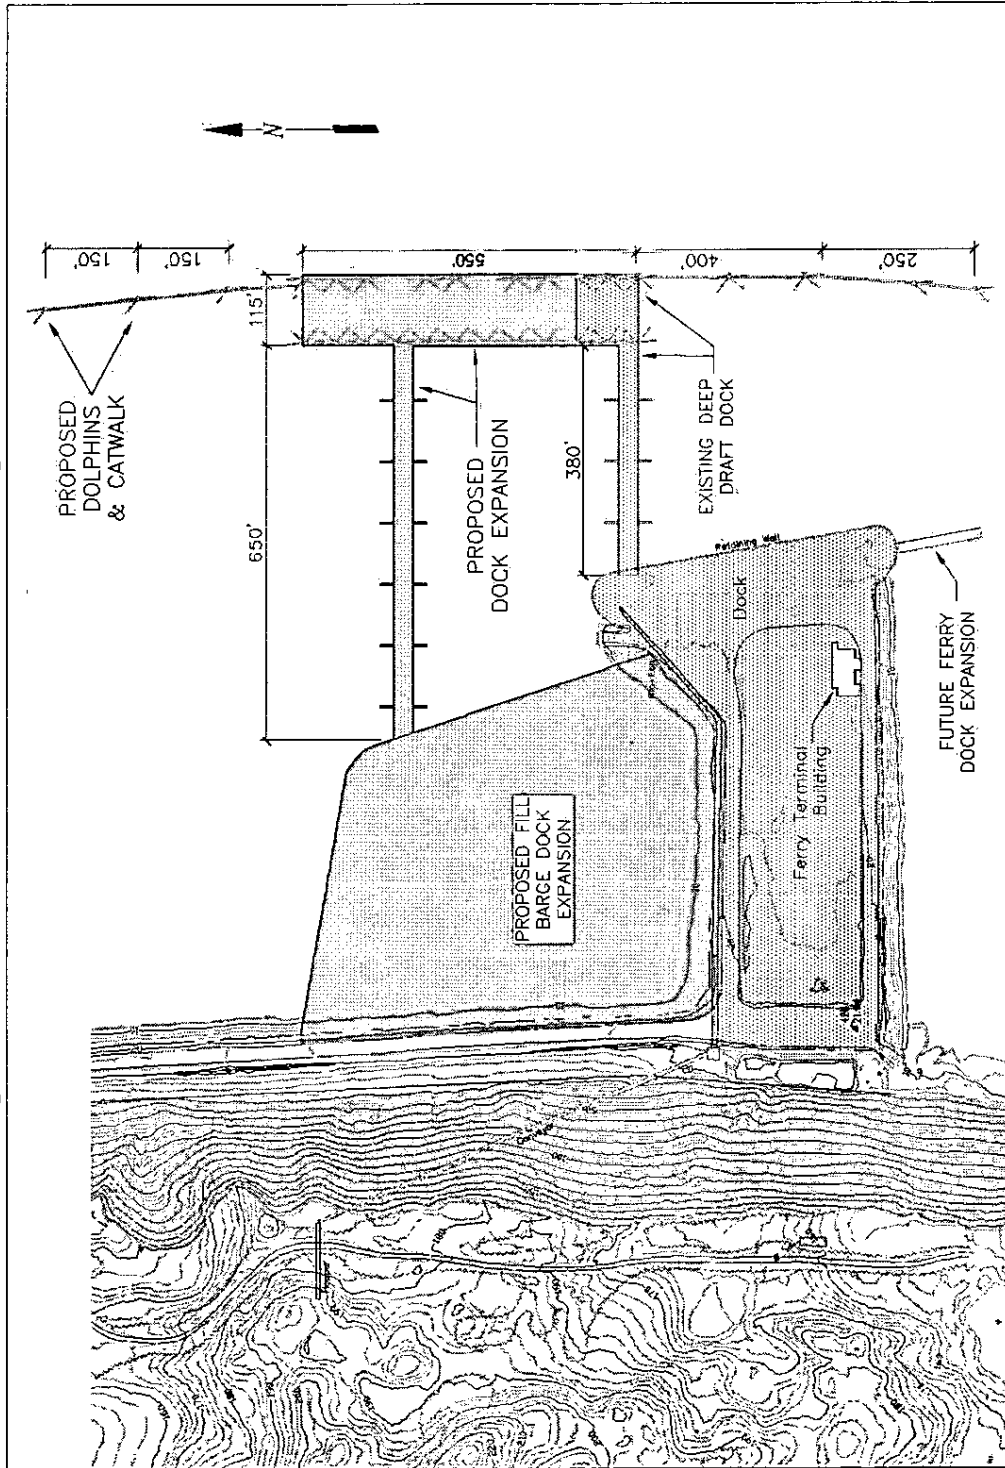 N
150'
150'
550'
400'
250'
115'
PROPOSED
DOLPHINS
& CATWALK
650'
PROPOSED
DOCK EXPANSION
380'
EXISTING DEEP
DRAFT DOCK
Retaining Wall
Dock
PROPOSED FILL
BARGE DOCK
EXPANSION
Ferry Terminal
Building
FUTURE FERRY
DOCK EXPANSION